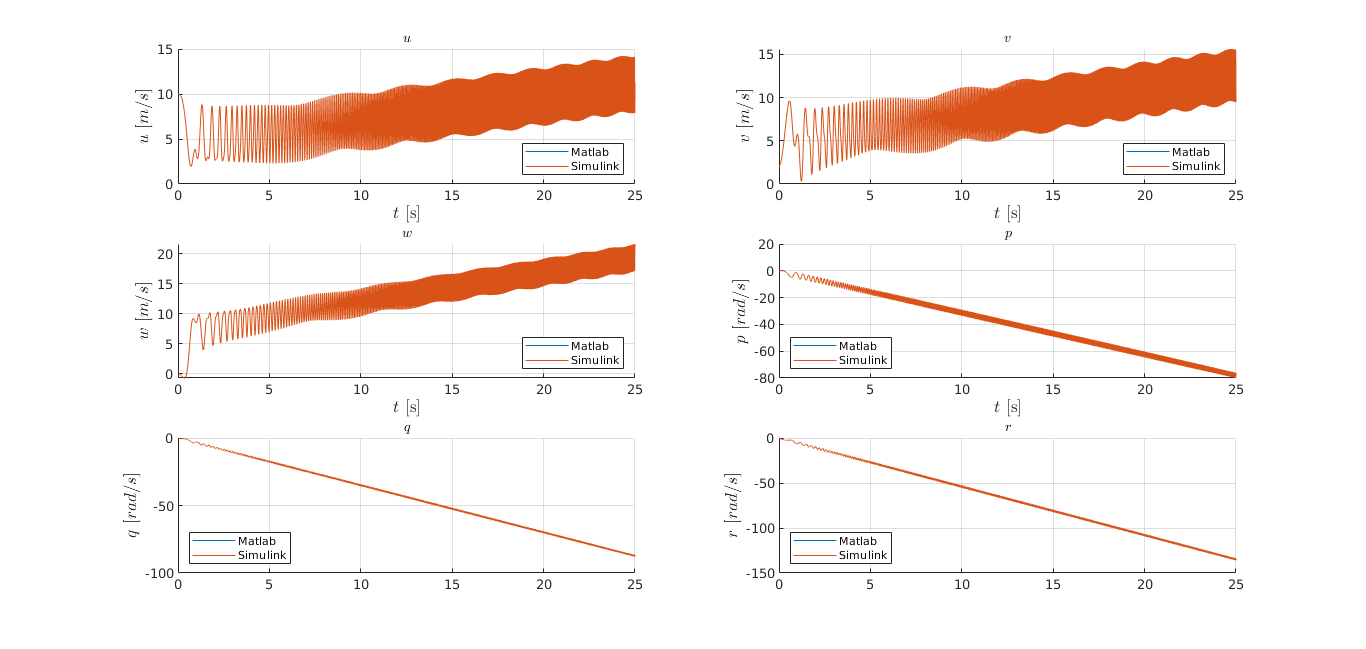 u
15
10
5
0
u [m/s]
0 5 10 15 20 25
t [s]
Matlab
Simulink
v
15
10
5
0
v [m/s]
0 5 10 15 20 25
t [s]
Matlab
Simulink
w
20
15
10
5
0
w [m/s]
0 5 10 15 20 25
t [s]
Matlab
Simulink
p
20
0
-20
-40
-60
-80
p [rad/s]
0 5 10 15 20 25
t [s]
Matlab
Simulink
q
0
-50
-100
q [rad/s]
0 5 10 15 20 25
Matlab
Simulink
r
0
-50
-100
-150
r [rad/s]
0 5 10 15 20 25
Matlab
Simulink